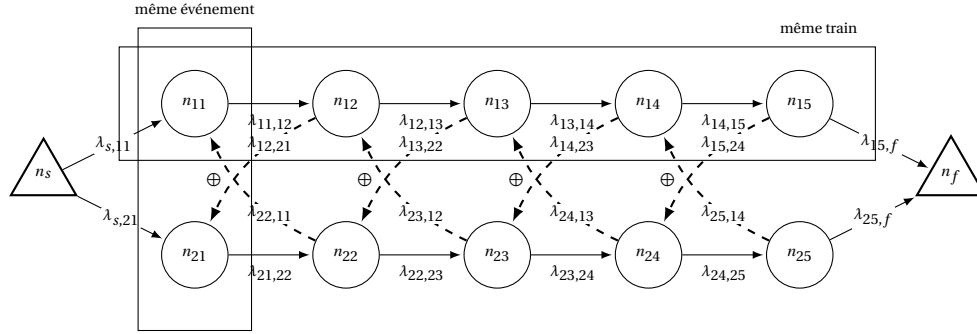 même événement
même train
n11 n12 n13 n14 n15
λ11,12 λ12,13 λ13,14 λ14,15
λs,11 λ12,21 λ13,22 λ14,23 λ15,24 λ15,f
ns ⊕ ⊕ ⊕ ⊕ nf
λs,21 λ22,11 λ23,12 λ24,13 λ25,14 λ25,f
n21 n22 n23 n24 n25
λ21,22 λ22,23 λ23,24 λ24,25